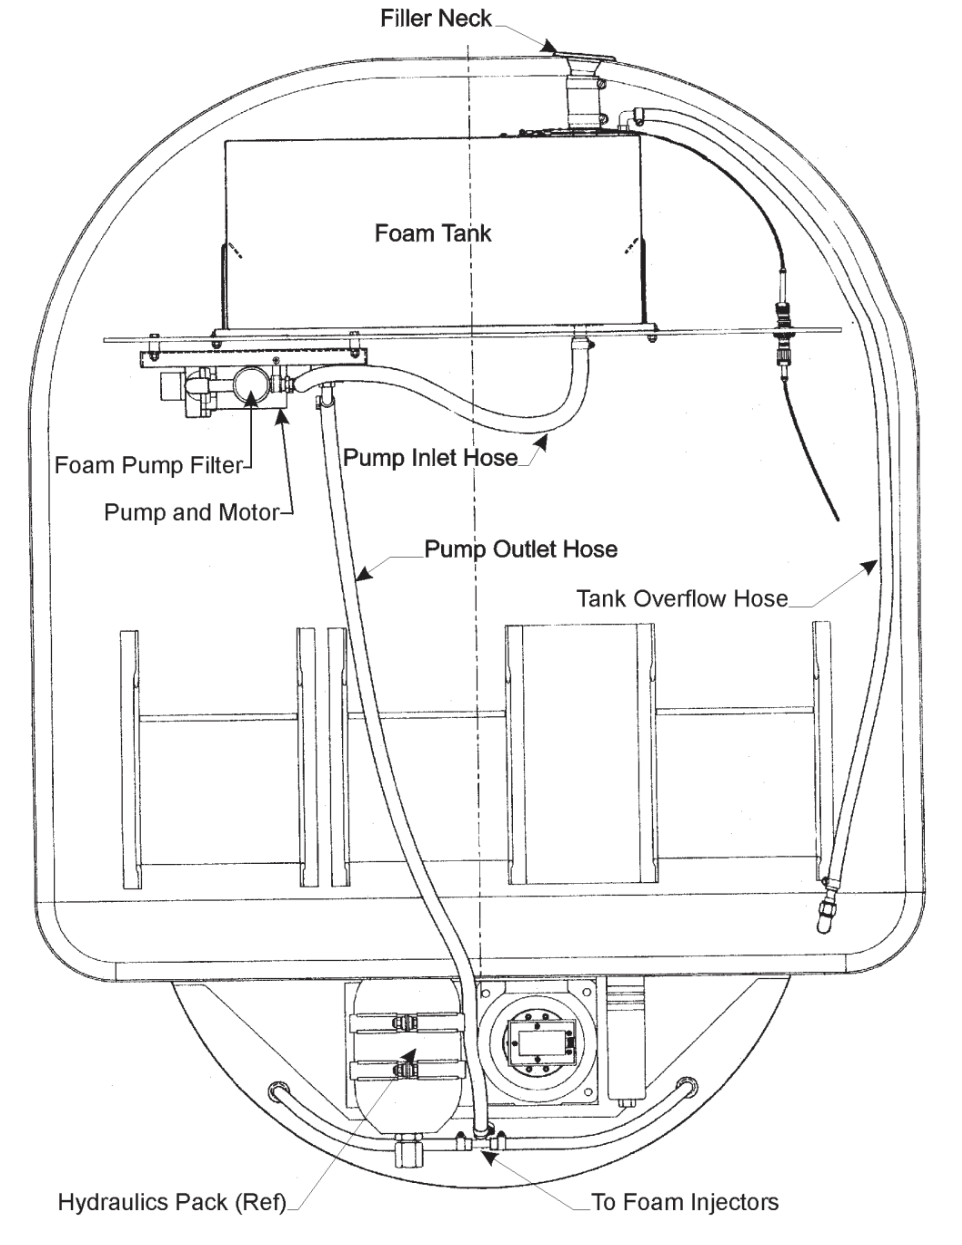 Filler Neck
Foam Tank
Foam Pump Filter
Pump Inlet Hose
Pump and Motor
Pump Outlet Hose
Tank Overflow Hose
Hydraulics Pack (Ref)
To Foam Injectors